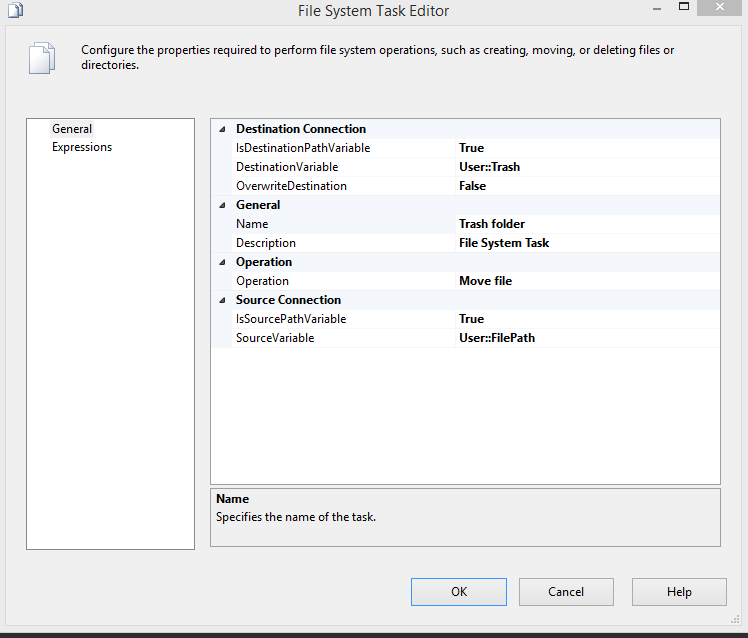 File System Task Editor
Configure the properties required to perform file system operations, such as creating, moving, or deleting files or
directories.
General
Expressions
Destination Connection
IsDestinationPathVariable True
DestinationVariable User::Trash
OverwriteDestination False
General
Name Trash folder
Description File System Task
Operation
Operation Move file
Source Connection
IsSourcePathVariable True
SourceVariable User::FilePath
Name
Specifies the name of the task.
OK Cancel Help